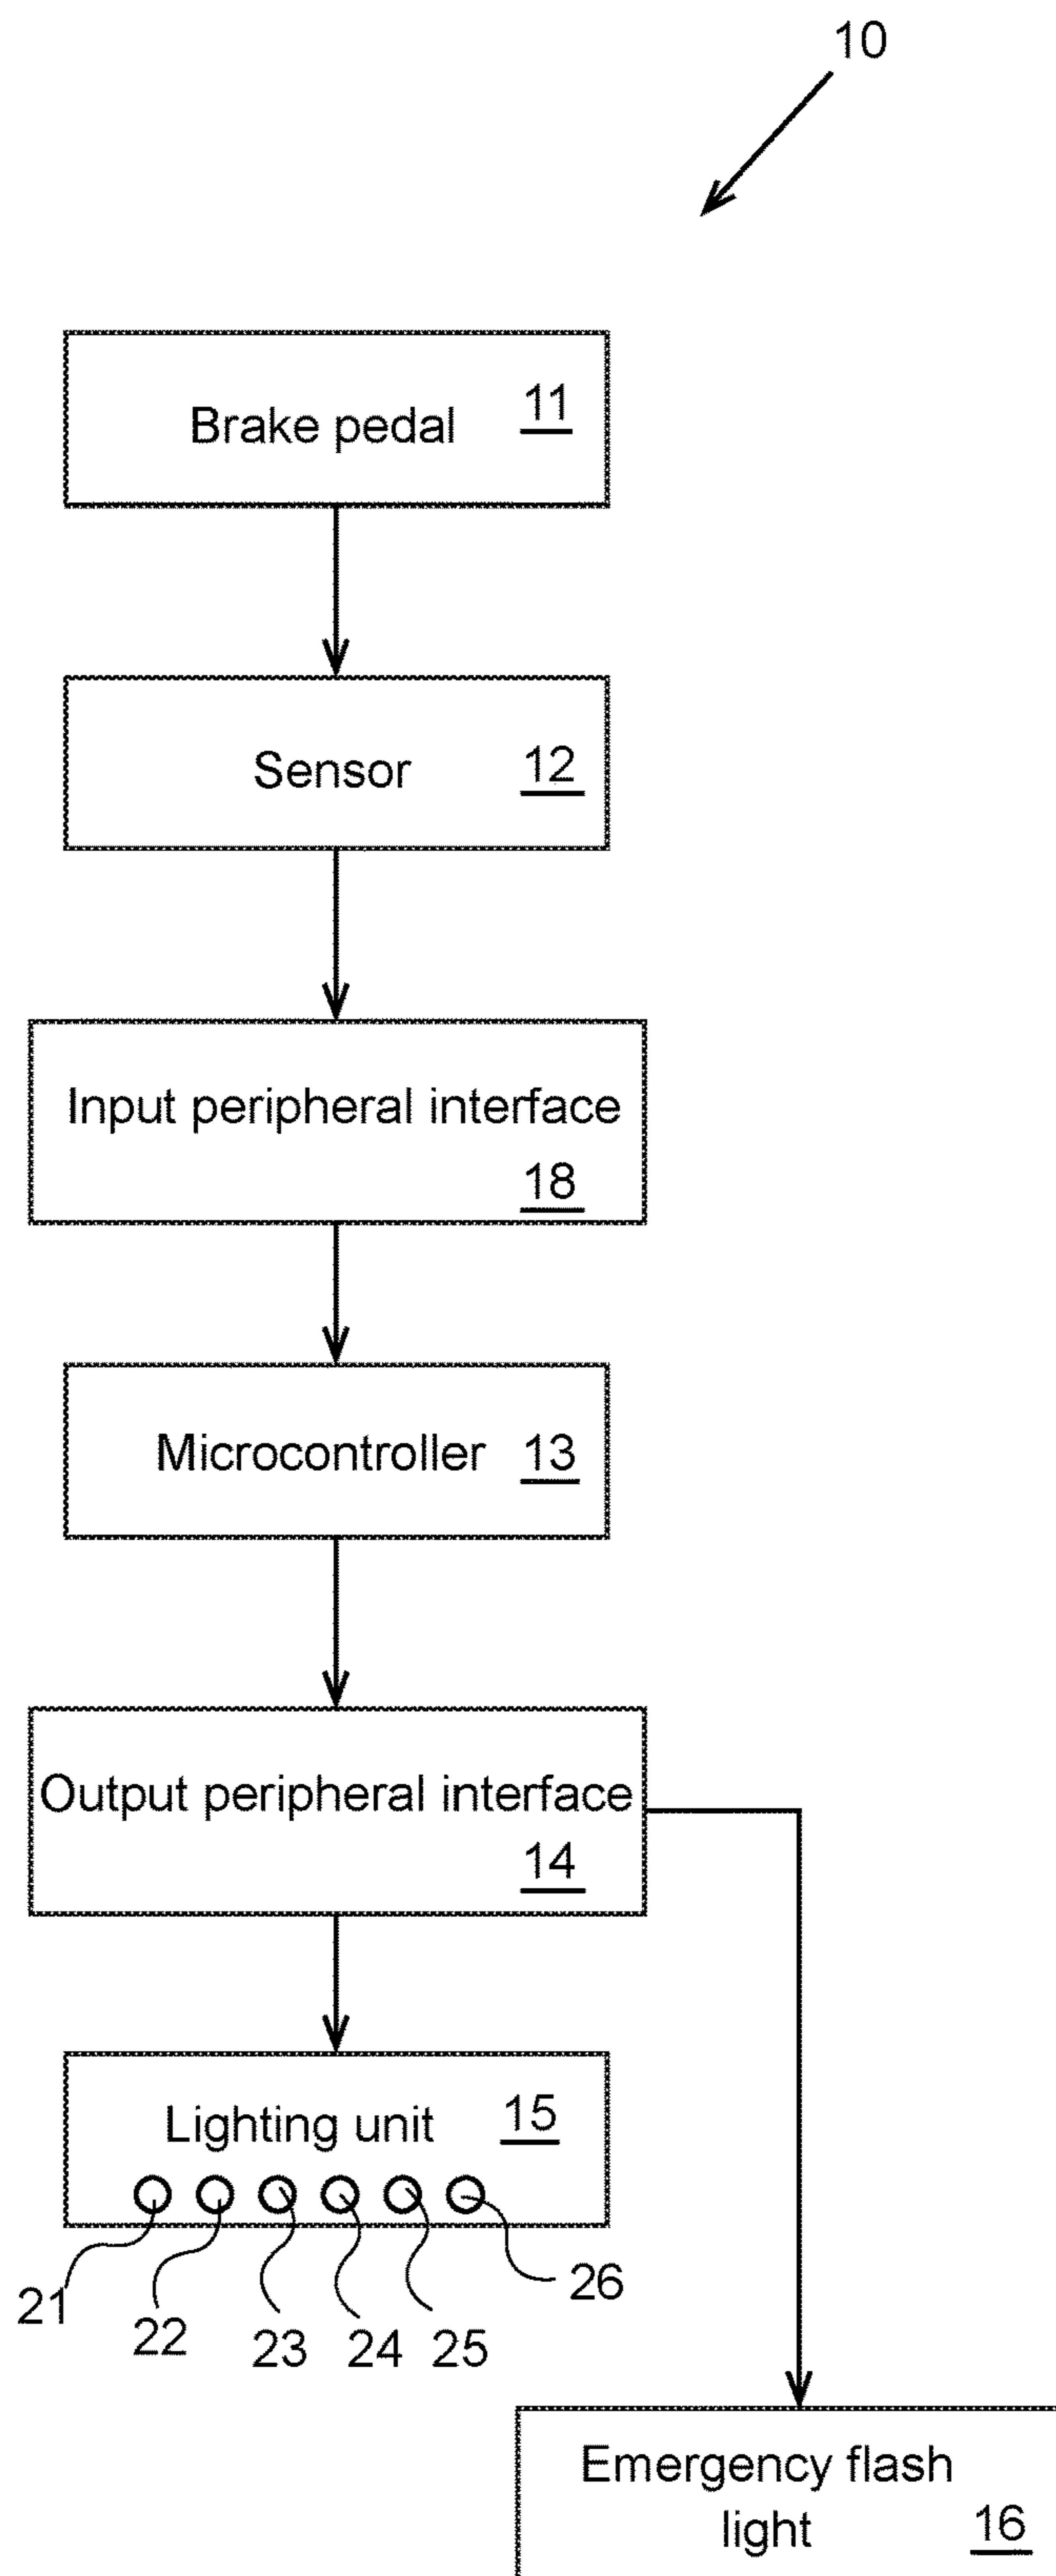 10
Brake pedal 11
Sensor 12
Input peripheral interface
18
Microcontroller 13
Output peripheral interface
14
Lighting unit 15
21 22 23 24 25 26
Emergency flash
light 16